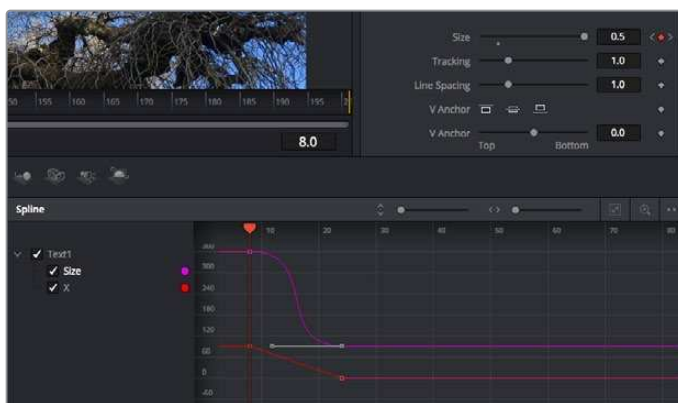 Size 0.5
Tracking 1.0
Line Spacing 1.0
V Anchor
V Anchor 0.0
Top Bottom
150 155 160 165 170 175 180 185 190 195
8.0
Spline
10 20 30 40 50 60 70 80
Text1
Size
X
300
240
180
120
60
0
-60